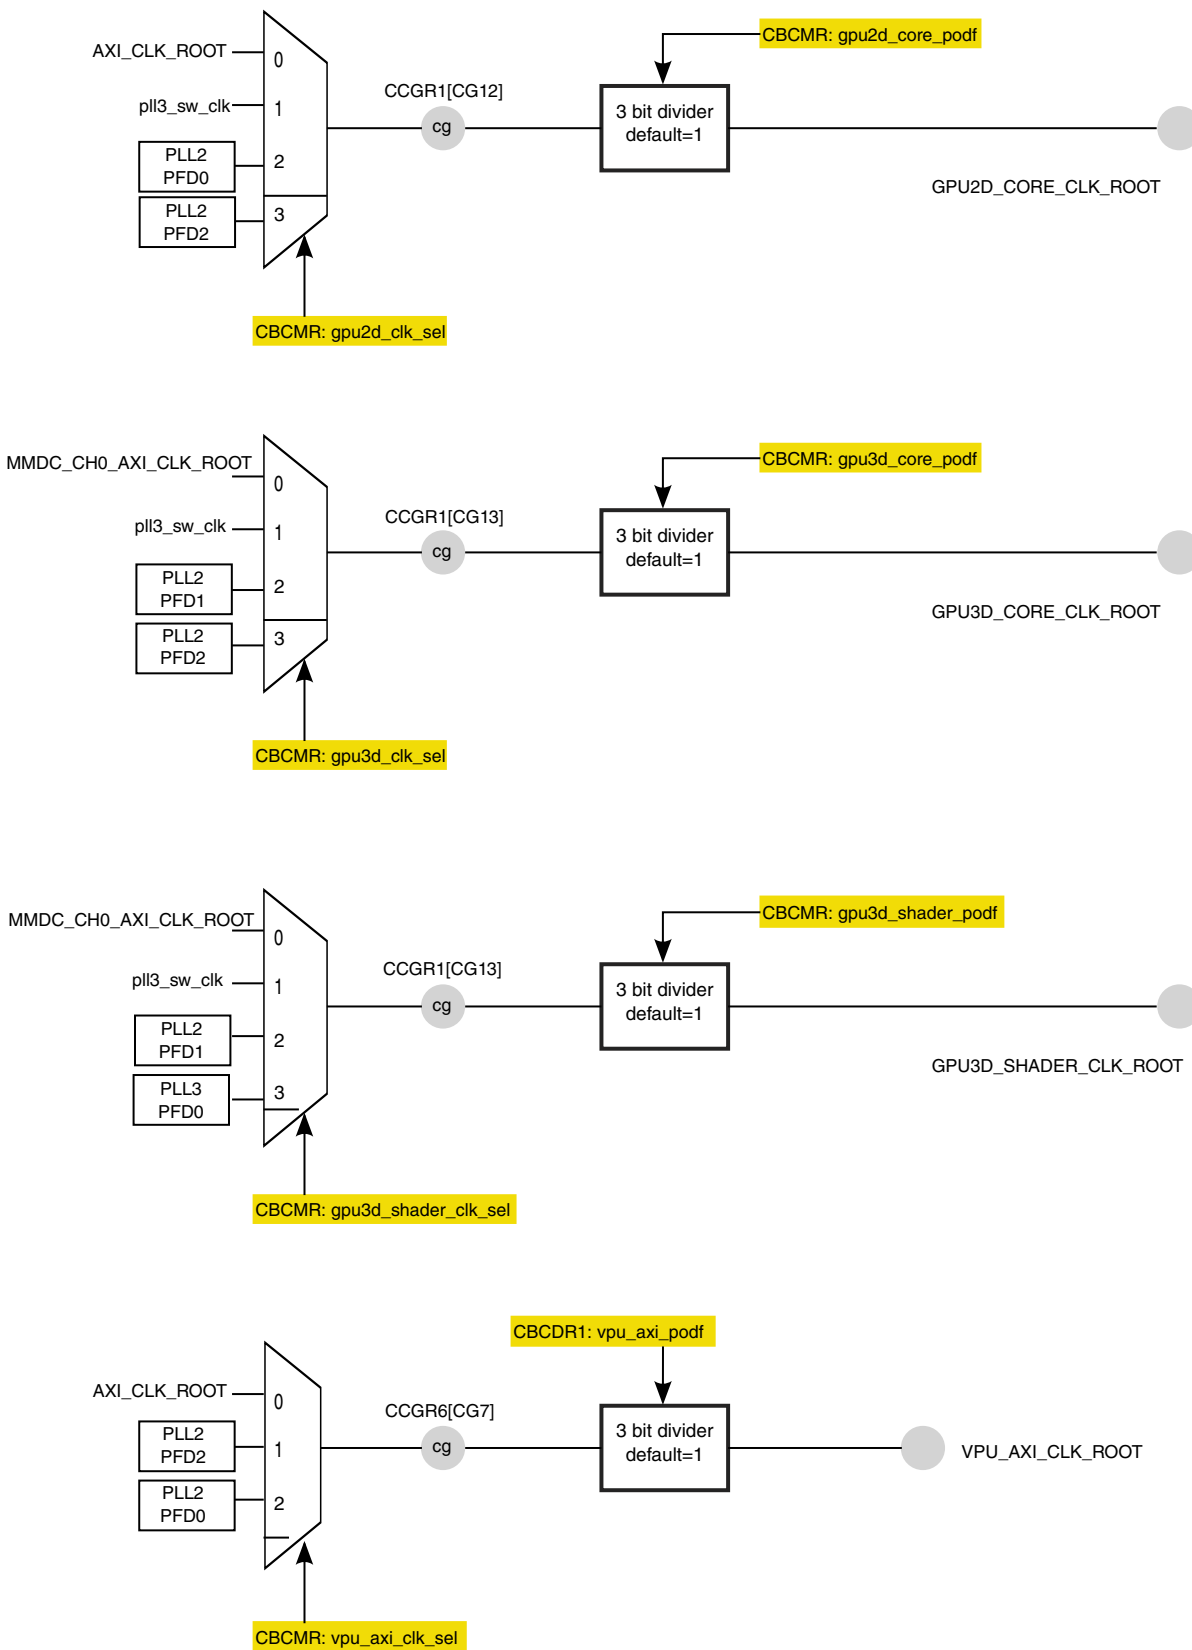 AXI_CLK_ROOT
0
CBCMR: gpu2d_core_podf
CCGR1[CG12]
pll3_sw_clk
1
cg
3 bit divider
default=1
PLL2
PFD0
2
GPU2D_CORE_CLK_ROOT
PLL2
PFD2
3
CBCMR: gpu2d_clk_sel
MMDC_CH0_AXI_CLK_ROOT
0
CBCMR: gpu3d_core_podf
CCGR1[CG13]
pll3_sw_clk
1
cg
3 bit divider
default=1
PLL2
PFD1
2
GPU3D_CORE_CLK_ROOT
PLL2
PFD2
3
CBCMR: gpu3d_clk_sel
MMDC_CH0_AXI_CLK_ROOT
0
CBCMR: gpu3d_shader_podf
CCGR1[CG13]
pll3_sw_clk
1
cg
3 bit divider
default=1
PLL2
PFD1
2
GPU3D_SHADER_CLK_ROOT
PLL3
PFD0
3
CBCMR: gpu3d_shader_clk_sel
CBCDR1: vpu_axi_podf
AXI_CLK_ROOT
0
CCGR6[CG7]
PLL2
PFD2
1
cg
3 bit divider
default=1
VPU_AXI_CLK_ROOT
PLL2
PFD0
2
CBCMR: vpu_axi_clk_sel